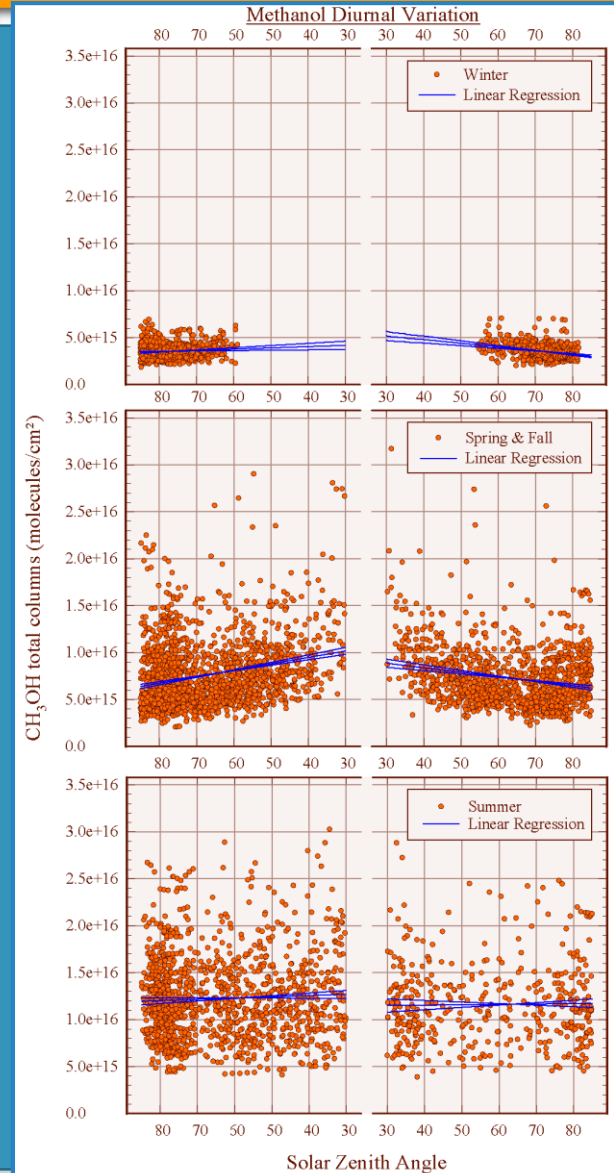 Methanol Diurnal Variation
80 70 60 50 40 30 30 40 50 60 70 80
3.5e+16
Winter
Linear Regression
3.0e+16
2.5e+16
2.0e+16
1.5e+16
1.0e+16
5.0e+15
0.0
80 70 60 50 40 30 30 40 50 60 70 80
CH₃OH total columns (molecules/cm²)
3.5e+16
Spring & Fall
Linear Regression
3.0e+16
2.5e+16
2.0e+16
1.5e+16
1.0e+16
5.0e+15
0.0
80 70 60 50 40 30 30 40 50 60 70 80
3.5e+16
Summer
Linear Regression
3.0e+16
2.5e+16
2.0e+16
1.5e+16
1.0e+16
5.0e+15
0.0
80 70 60 50 40 30 30 40 50 60 70 80
Solar Zenith Angle